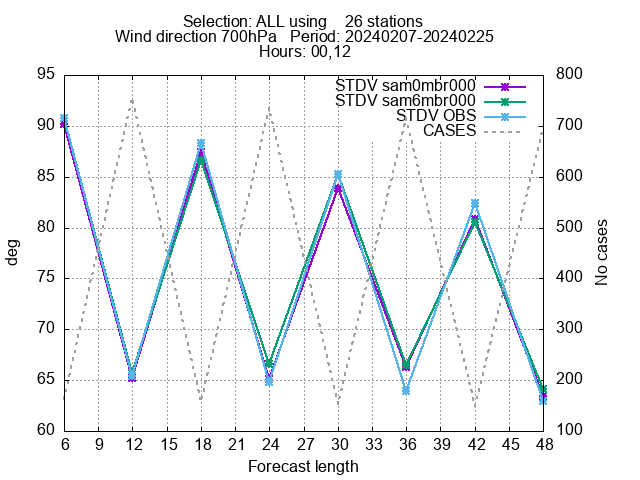 Selection: ALL using    26 stations
Wind direction 700hPa   Period: 20240207-20240225
Hours: 00,12
95 800
STDV sam0mbr000
STDV sam6mbr000
STDV OBS
CASES
90 700
85 600
80 500
75 400
70 300
65 200
60 100
deg
No cases
6 9 12 15 18 21 24 27 30 33 36 39 42 45 48
Forecast length